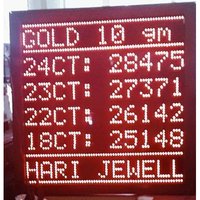 GOLD 10 gm
24CT: 28475
23CT: 27371
22CT: 26142
18CT: 25148
HARI JEWELL